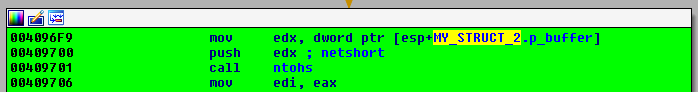 004096F9 mov edx, dword ptr [esp+MY_STRUCT_2.p_buffer]
00409700 push edx ; netshort
00409701 call ntohs
00409706 mov edi, eax